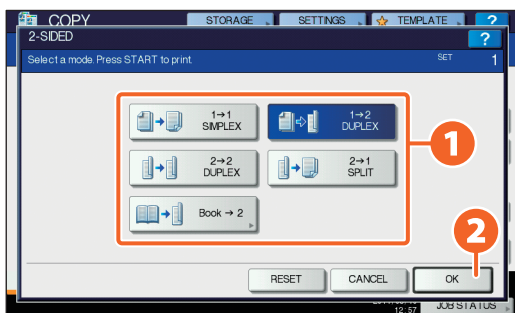 COPY STORAGE SETTINGS TEMPLATE ?
2-SIDED ?
Select a mode. Press START to print SET 1
1→1 SIMPLEX
1→2 DUPLEX
2→2 DUPLEX
2→1 SPLIT
Book → 2
1
2
RESET CANCEL OK
12:57 JOB STATUS